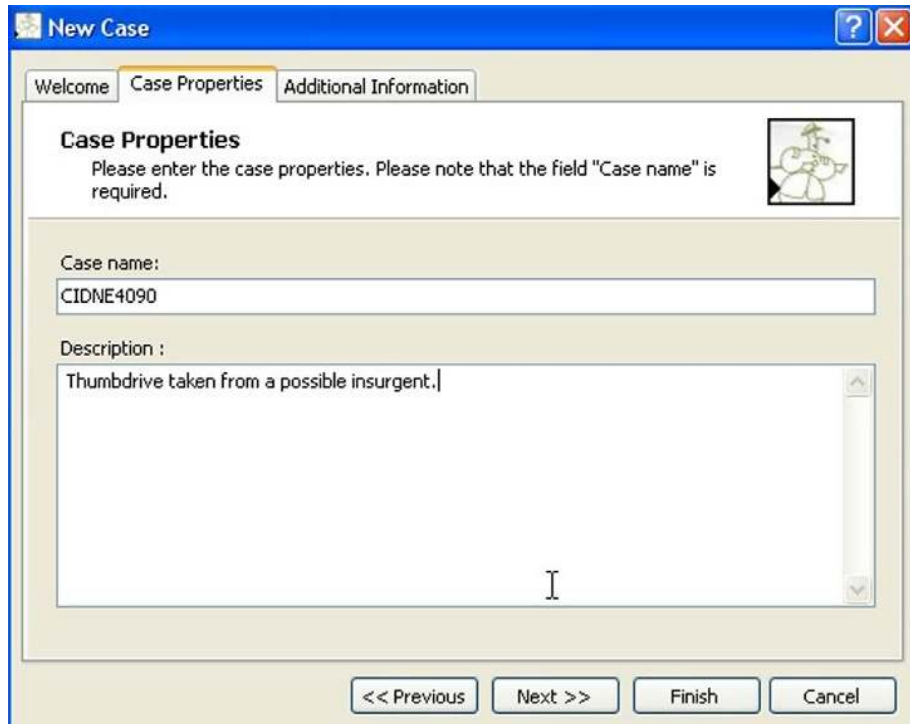 New Case
Welcome Case Properties Additional Information
Case Properties
Please enter the case properties. Please note that the field "Case name" is
required.
Case name:
CIDNE4090
Description :
Thumbdrive taken from a possible insurgent.
<< Previous Next >> Finish Cancel